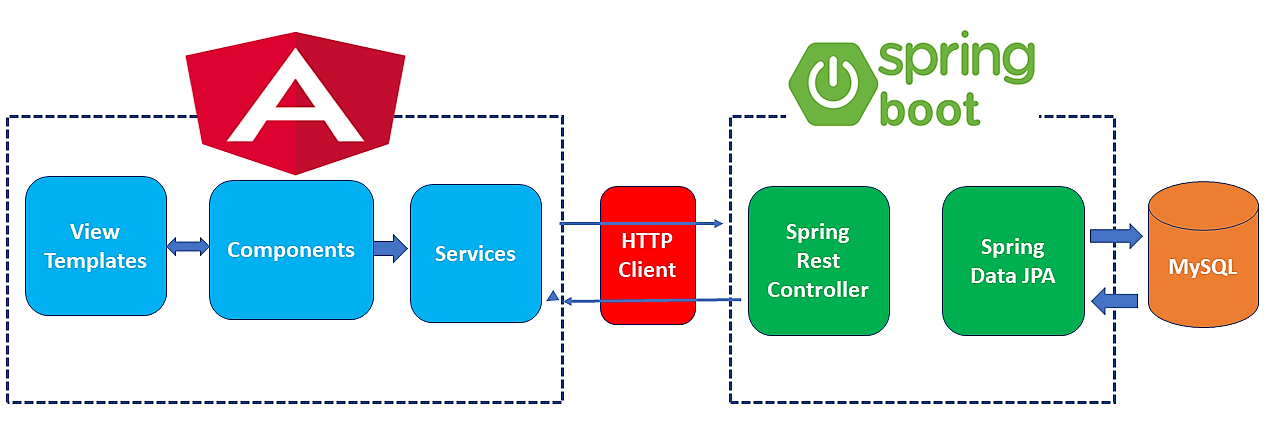 A
spring
boot
View
Templates
Components
Services
HTTP
Client
Spring
Rest
Controller
Spring
Data JPA
MySQL